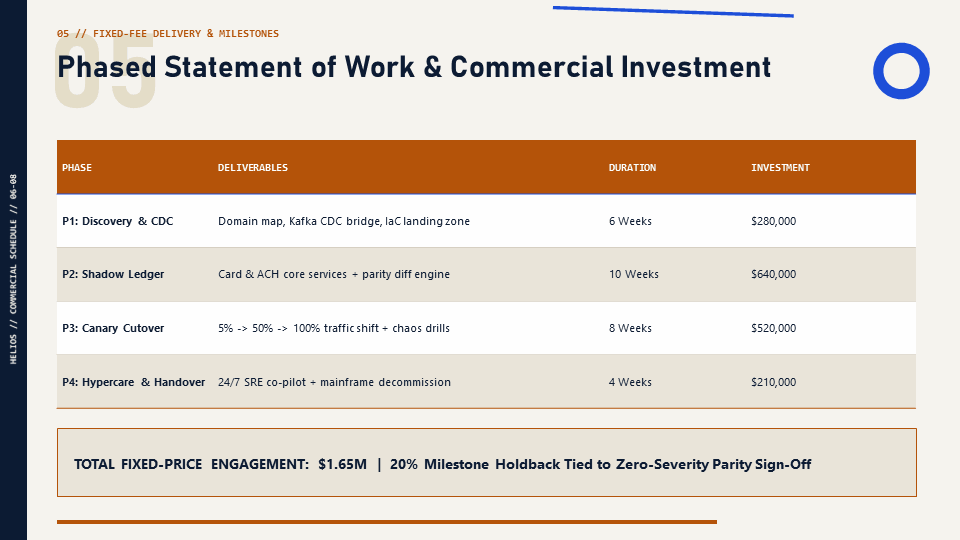 05 // FIXED-FEE DELIVERY & MILESTONES
05
Phased Statement of Work & Commercial Investment
HELIOS // COMMERCIAL SCHEDULE // 06-08
PHASE DELIVERABLES DURATION INVESTMENT
P1: Discovery & CDC Domain map, Kafka CDC bridge, IaC landing zone 6 Weeks $280,000
P2: Shadow Ledger Card & ACH core services + parity diff engine 10 Weeks $640,000
P3: Canary Cutover 5% -> 50% -> 100% traffic shift + chaos drills 8 Weeks $520,000
P4: Hypercare & Handover 24/7 SRE co-pilot + mainframe decommission 4 Weeks $210,000
TOTAL FIXED-PRICE ENGAGEMENT: $1.65M | 20% Milestone Holdback Tied to Zero-Severity Parity Sign-Off